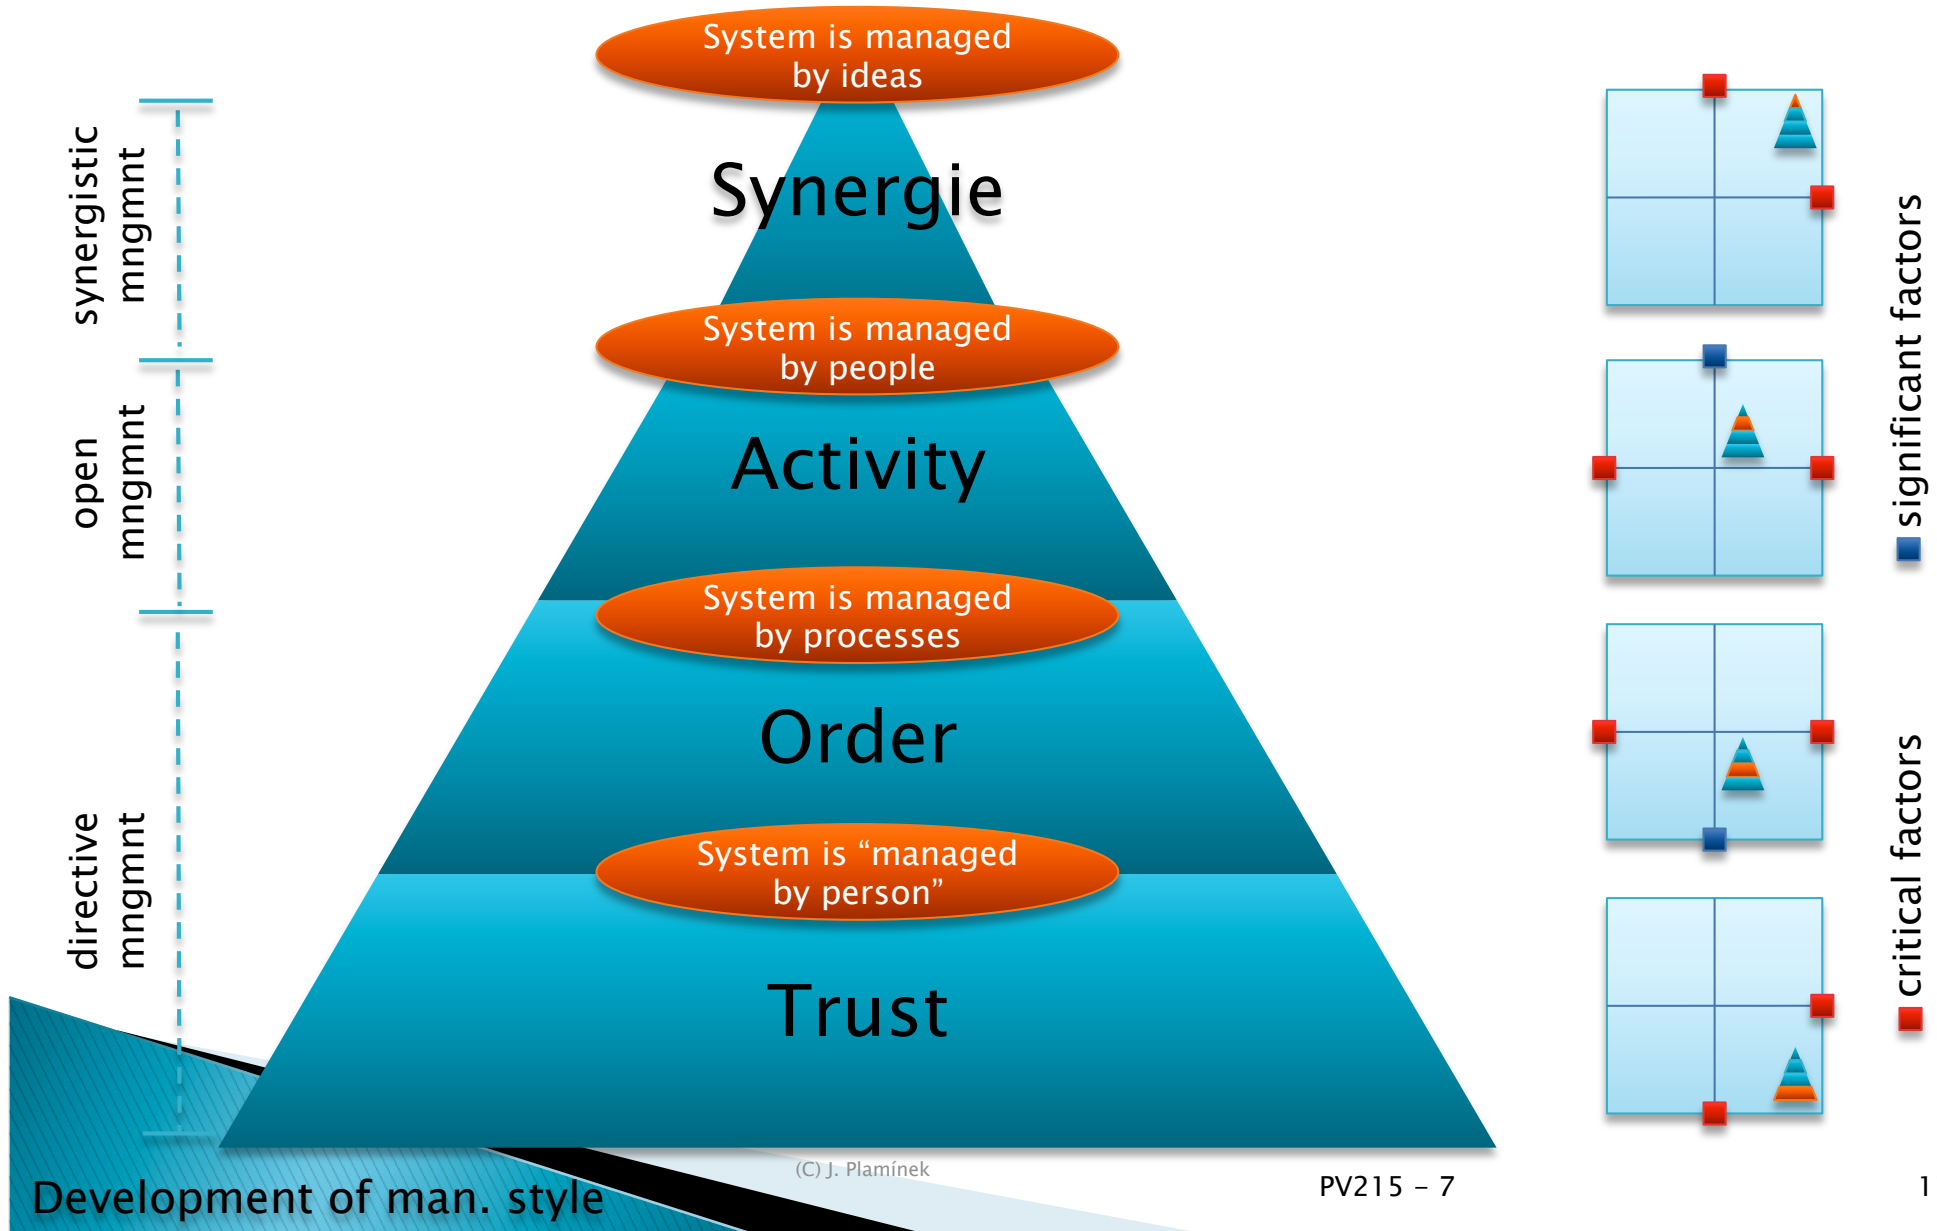 System is managed
by ideas
Synergie
System is managed
by people
Activity
System is managed
by processes
Order
System is “managed
by person”
Trust
synergistic
mngmnt
open
mngmnt
directive
mngmnt
significant factors
critical factors
(C) J. Plamínek
Development of man. style
PV215 - 7
1